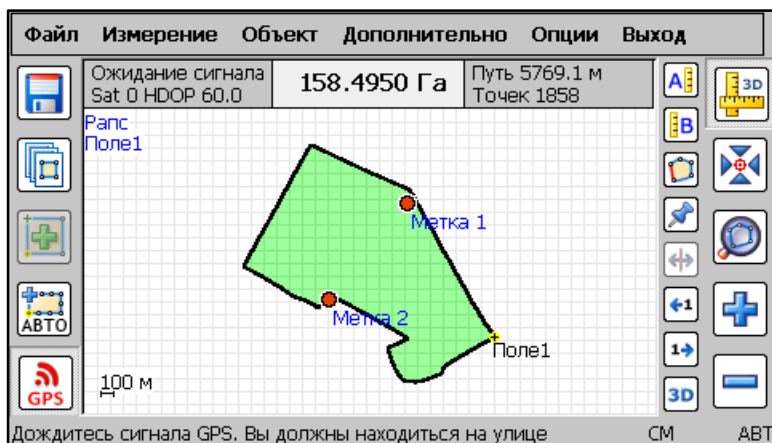 Файл Измерение Объект Дополнительно Опции Выход
Ожидание сигнала
Sat 0 HDOP 60.0
158.4950 Га
Путь 5769.1 м
Точек 1858
A
3D
B
Рапс
Поле1
Метка 1
АВТО
Метка 2
1
Поле1
1
GPS
100 м
3D
Дождитесь сигнала GPS. Вы должны находиться на улице СМ АВТ